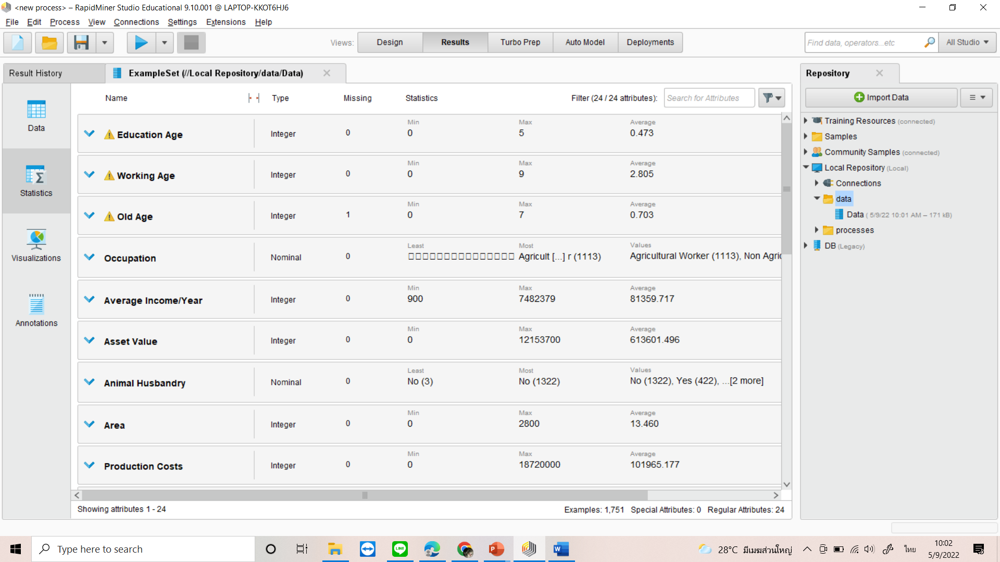 <new process> – RapidMiner Studio Educational 9.10.001 @ LAPTOP-KKOT6HJ6
File Edit Process View Connections Settings Extensions Help
Views: Design Results Turbo Prep Auto Model Deployments
Find data, operators...etc All Studio
Result History
ExampleSet (//Local Repository/data/Data)
Data
Statistics
Visualizations
Annotations
Name Type Missing Statistics Filter (24 / 24 attributes): Search for Attributes
Min Max Average
Education Age Integer 0 0 5 0.473
Min Max Average
Working Age Integer 0 0 9 2.805
Min Max Average
Old Age Integer 1 0 7 0.703
Least Most Values
Occupation Nominal 0 Agricult [...] r (1113) Agricultural Worker (1113), Non Agric
Min Max Average
Average Income/Year Integer 0 900 7482379 81359.717
Min Max Average
Asset Value Integer 0 0 12153700 613601.496
Least Most Values
Animal Husbandry Nominal 0 No (3) No (1322) No (1322), Yes (422), ...[2 more]
Min Max Average
Area Integer 0 0 2800 13.460
Min Max Average
Production Costs Integer 0 0 18720000 101965.177
Showing attributes 1 - 24
Examples: 1,751 Special Attributes: 0 Regular Attributes: 24
Repository
Import Data
Training Resources (connected)
Samples
Community Samples (connected)
Local Repository (Local)
Connections
data
Data ( 5/9/22 10:01 AM – 171 kB)
processes
DB (Legacy)
Type here to search
28°C มีเมฆส่วนใหญ่
ไทย
10:02
5/9/2022